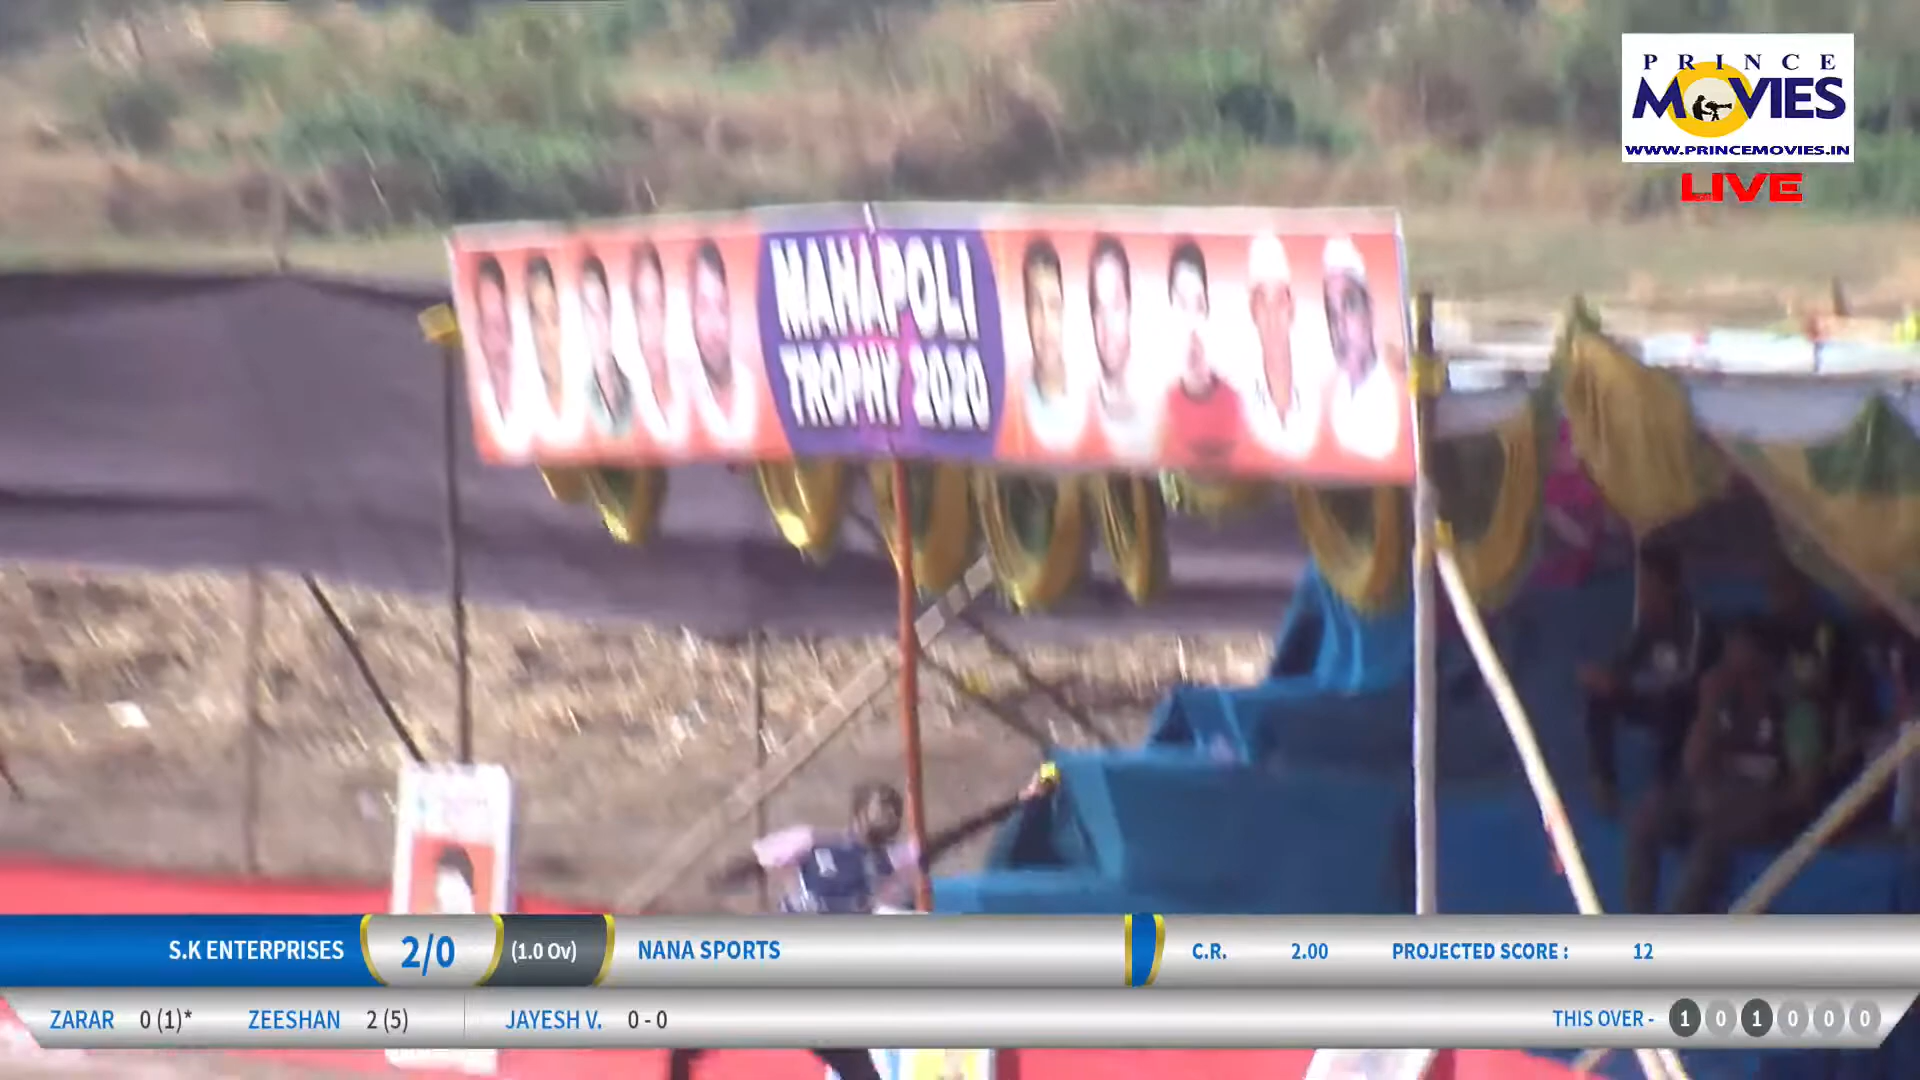 PRINCE
MOVIES
WWW.PRINCEMOVIES.IN
LIVE
MAHAPOLI
TROPHY 2020
S.K ENTERPRISES 2/0 (1.0 Ov) NANA SPORTS C.R. 2.00 PROJECTED SCORE : 12
ZARAR 0 (1)* ZEESHAN 2 (5) JAYESH V. 0 - 0 THIS OVER - 1 0 1 0 0 0